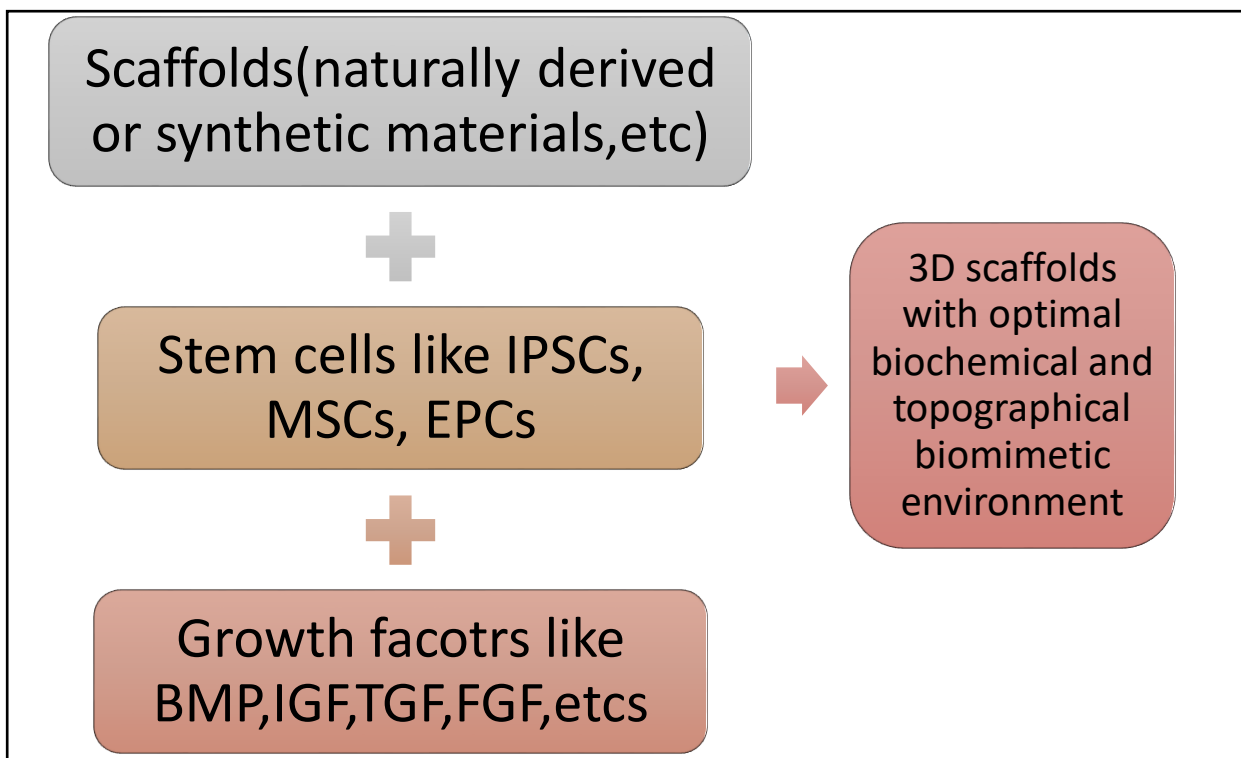 Scaffolds(naturally derived
or synthetic materials,etc)
Stem cells like IPSCs,
MSCs, EPCs
Growth facotrs like
BMP,IGF,TGF,FGF,etcs
3D scaffolds
with optimal
biochemical and
topographical
biomimetic
environment